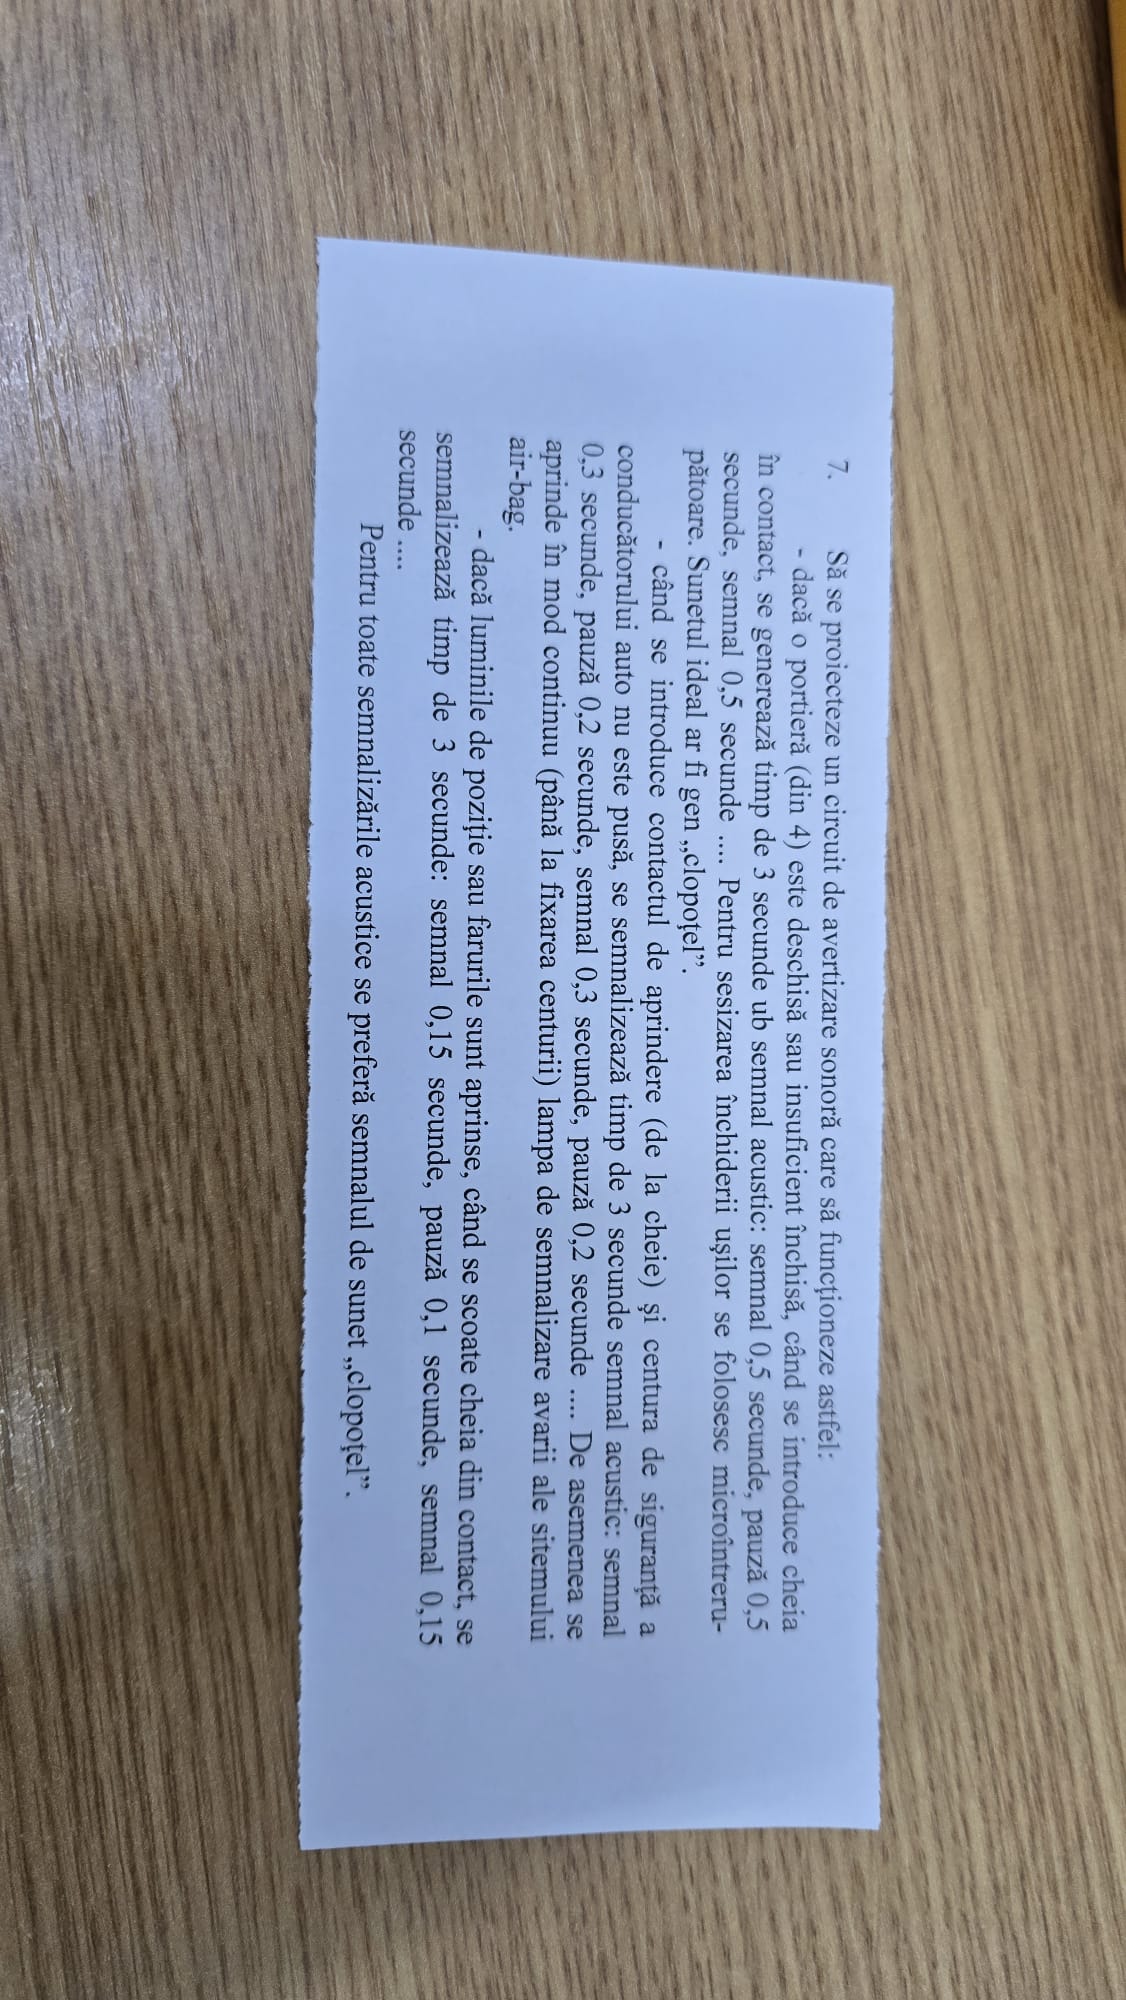 7. Să se proiecteze un circuit de avertizare sonoră care să funcţioneze astfel:
- dacă o portieră (din 4) este deschisă sau insuficient închisă, când se introduce cheia
în contact, se generează timp de 3 secunde ub semnal acustic: semnal 0,5 secunde, pauză 0,5
secunde, semnal 0,5 secunde .... Pentru sesizarea închiderii uşilor se folosesc microîntreru-
pătoare. Sunetul ideal ar fi gen „clopoţel”.
- când se introduce contactul de aprindere (de la cheie) şi centura de siguranţă a
conducătorului auto nu este pusă, se semnalizează timp de 3 secunde semnal acustic: semnal
0,3 secunde, pauză 0,2 secunde, semnal 0,3 secunde, pauză 0,2 secunde .... De asemenea se
aprinde în mod continuu (până la fixarea centurii) lampa de semnalizare avarii ale sitemului
air-bag.
- dacă luminile de poziţie sau farurile sunt aprinse, când se scoate cheia din contact, se
semnalizează timp de 3 secunde: semnal 0,15 secunde, pauză 0,1 secunde, semnal 0,15
secunde ....
Pentru toate semnalizările acustice se preferă semnalul de sunet „clopoţel”.